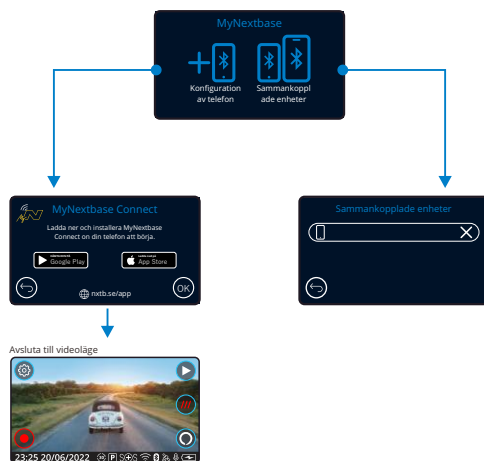 MyNextbase
Konfiguration
av telefon
Sammankoppl
ade enheter
MyNextbase Connect
Ladda ner och installera MyNextbase
Connect on din telefon att börja.
Google Play
App Store
nxtb.se/app
OK
Sammankopplade enheter
Avsluta till videoläge
23:25 20/06/2022